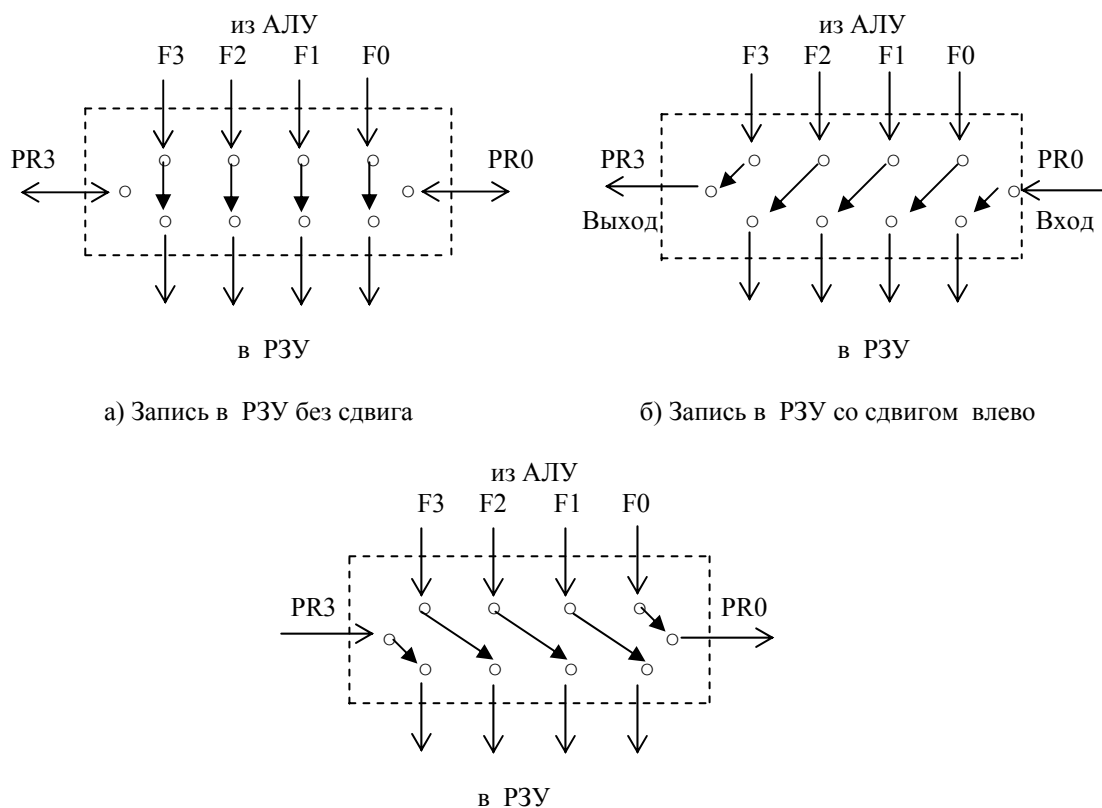 из АЛУ
F3 F2 F1 F0
PR3 PR0
в РЗУ
а) Запись в РЗУ без сдвига
из АЛУ
F3 F2 F1 F0
PR3 PR0
Выход Вход
в РЗУ
б) Запись в РЗУ со сдвигом влево
из АЛУ
F3 F2 F1 F0
PR3 PR0
в РЗУ